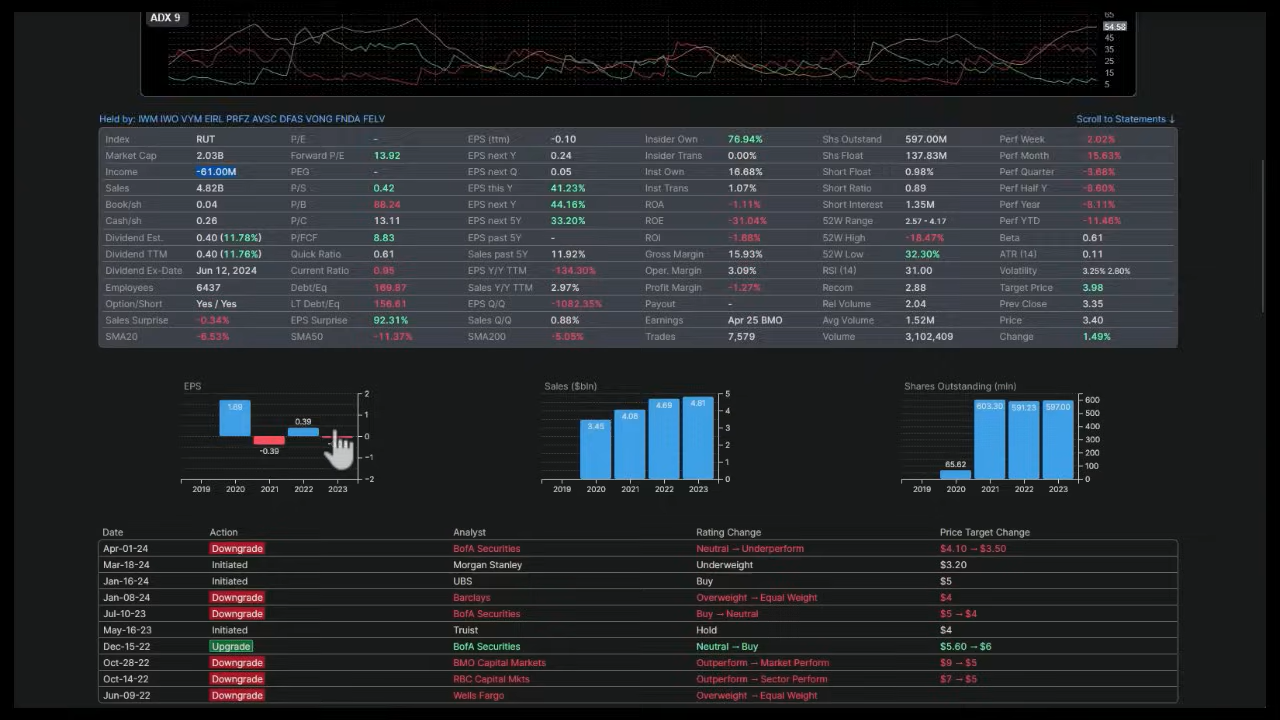 ADX 9
65
54.58
45
35
25
15
5
Held by: IWM IWO VYM EIRL PRFZ AVSC DFAS VONG FNDA FELV Scroll to Statements ↓
Index RUT P/E - EPS (ttm) -0.10 Insider Own 76.94% Shs Outstand 597.00M Perf Week -2.02%
Market Cap 2.03B Forward P/E 13.92 EPS next Y 0.24 Insider Trans 0.00% Shs Float 137.83M Perf Month -15.63%
Income -61.00M PEG - EPS next Q 0.05 Inst Own 16.68% Short Float 0.98% Perf Quarter -3.68%
Sales 4.82B P/S 0.42 EPS this Y 41.23% Inst Trans 1.07% Short Ratio 0.89 Perf Half Y -8.60%
Book/sh 0.04 P/B 88.24 EPS next Y 44.16% ROA -1.11% Short Interest 1.35M Perf Year -8.11%
Cash/sh 0.26 P/C 13.11 EPS next 5Y 33.20% ROE -31.04% 52W Range 2.57 - 4.17 Perf YTD -11.46%
Dividend Est. 0.40 (11.78%) P/FCF 8.83 EPS past 5Y - ROI -1.88% 52W High -18.47% Beta 0.61
Dividend TTM 0.40 (11.76%) Quick Ratio 0.61 Sales past 5Y 11.92% Gross Margin 15.93% 52W Low 32.30% ATR (14) 0.11
Dividend Ex-Date Jun 12, 2024 Current Ratio 0.95 EPS Y/Y TTM -134.30% Oper. Margin 3.09% RSI (14) 31.00 Volatility 3.25% 2.80%
Employees 6437 Debt/Eq 169.87 Sales Y/Y TTM 2.97% Profit Margin -1.27% Recom 2.88 Target Price 3.98
Option/Short Yes / Yes LT Debt/Eq 156.61 EPS Q/Q -1082.35% Payout - Rel Volume 2.04 Prev Close 3.35
Sales Surprise -0.34% EPS Surprise 92.31% Sales Q/Q 0.88% Earnings Apr 25 BMO Avg Volume 1.52M Price 3.40
SMA20 -6.53% SMA50 -11.37% SMA200 -5.05% Trades 7,579 Volume 3,102,409 Change 1.49%
EPS
2
1
0
-1
-2
1.69
-0.39
0.39
2019 2020 2021 2022 2023
Sales ($bln)
5
4
3
2
1
0
3.45
4.06
4.69
4.81
2019 2020 2021 2022 2023
Shares Outstanding (mln)
600
500
400
300
200
100
0
65.62
603.30
591.23
597.00
2019 2020 2021 2022 2023
Date Action Analyst Rating Change Price Target Change
Apr-01-24 Downgrade BofA Securities Neutral → Underperform $4.10 → $3.50
Mar-18-24 Initiated Morgan Stanley Underweight $3.20
Jan-16-24 Initiated UBS Buy $5
Jan-08-24 Downgrade Barclays Overweight → Equal Weight $4
Jul-10-23 Downgrade BofA Securities Buy → Neutral $5 → $4
May-16-23 Initiated Truist Hold $4
Dec-15-22 Upgrade BofA Securities Neutral → Buy $5.60 → $6
Oct-28-22 Downgrade BMO Capital Markets Outperform → Market Perform $9 → $5
Oct-14-22 Downgrade RBC Capital Mkts Outperform → Sector Perform $7 → $5
Jun-09-22 Downgrade Wells Fargo Overweight → Equal Weight